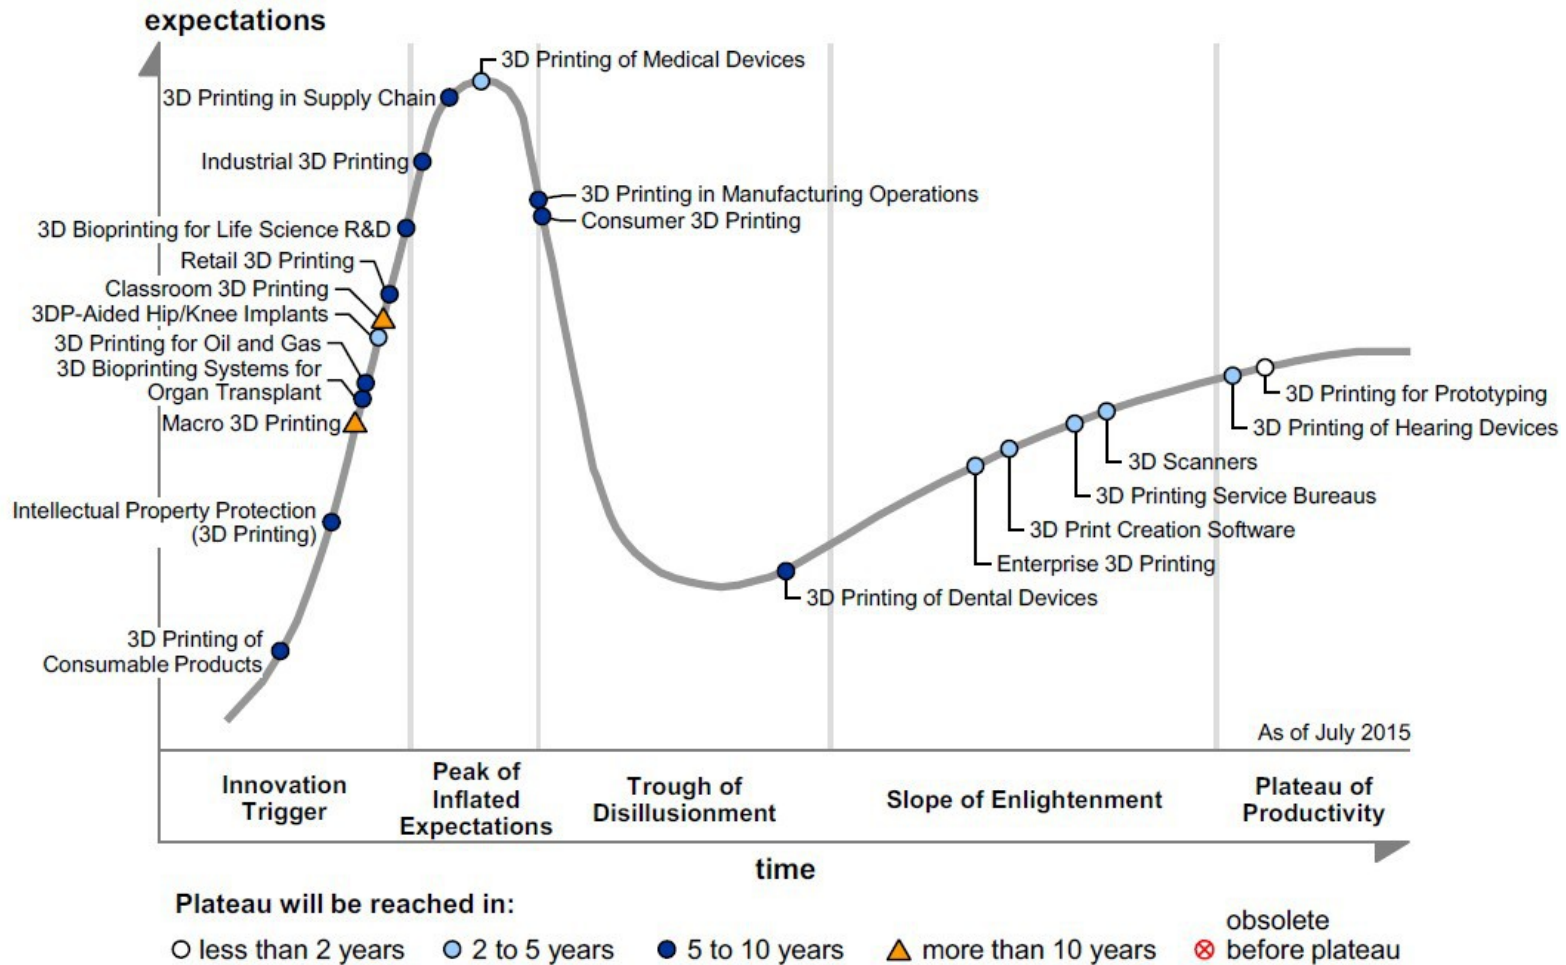 expectations
3D Printing of Medical Devices
3D Printing in Supply Chain
Industrial 3D Printing
3D Printing in Manufacturing Operations
Consumer 3D Printing
3D Bioprinting for Life Science R&D
Retail 3D Printing
Classroom 3D Printing
3DP-Aided Hip/Knee Implants
3D Printing for Oil and Gas
3D Bioprinting Systems for
Organ Transplant
Macro 3D Printing
Intellectual Property Protection
(3D Printing)
3D Printing of
Consumable Products
3D Printing for Prototyping
3D Printing of Hearing Devices
3D Scanners
3D Printing Service Bureaus
3D Print Creation Software
Enterprise 3D Printing
3D Printing of Dental Devices
As of July 2015
Innovation
Trigger
Peak of
Inflated
Expectations
Trough of
Disillusionment
Slope of Enlightenment
Plateau of
Productivity
time
Plateau will be reached in:
less than 2 years
2 to 5 years
5 to 10 years
more than 10 years
obsolete
before plateau